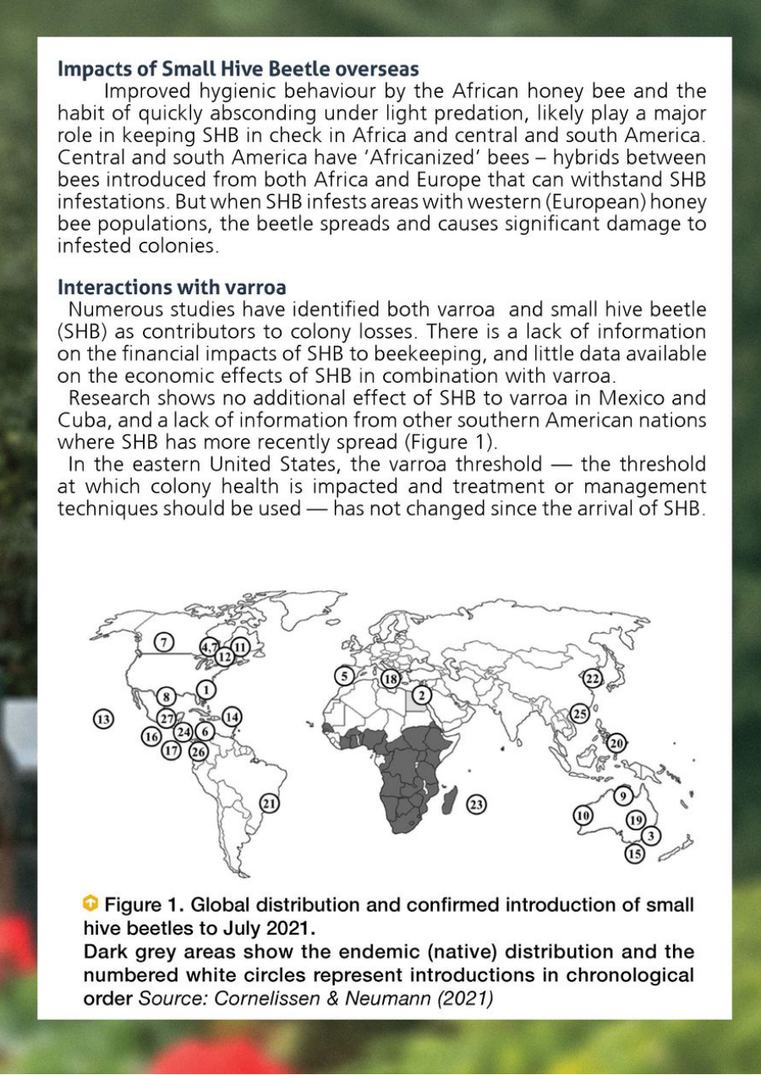 Impacts of Small Hive Beetle overseas
Improved hygienic behaviour by the African honey bee and the
habit of quickly absconding under light predation, likely play a major
role in keeping SHB in check in Africa and central and south America.
Central and south America have ‘Africanized’ bees – hybrids between
bees introduced from both Africa and Europe that can withstand SHB
infestations. But when SHB infests areas with western (European) honey
bee populations, the beetle spreads and causes significant damage to
infested colonies.
Interactions with varroa
Numerous studies have identified both varroa and small hive beetle
(SHB) as contributors to colony losses. There is a lack of information
on the financial impacts of SHB to beekeeping, and little data available
on the economic effects of SHB in combination with varroa.
Research shows no additional effect of SHB to varroa in Mexico and
Cuba, and a lack of information from other southern American nations
where SHB has more recently spread (Figure 1).
In the eastern United States, the varroa threshold — the threshold
at which colony health is impacted and treatment or management
techniques should be used — has not changed since the arrival of SHB.
7
4,7
11
12
5
18
22
8
1
2
13
27
14
25
16
24
6
17
26
20
21
23
9
10
19
3
15
Figure 1. Global distribution and confirmed introduction of small
hive beetles to July 2021.
Dark grey areas show the endemic (native) distribution and the
numbered white circles represent introductions in chronological
order Source: Cornelissen & Neumann (2021)